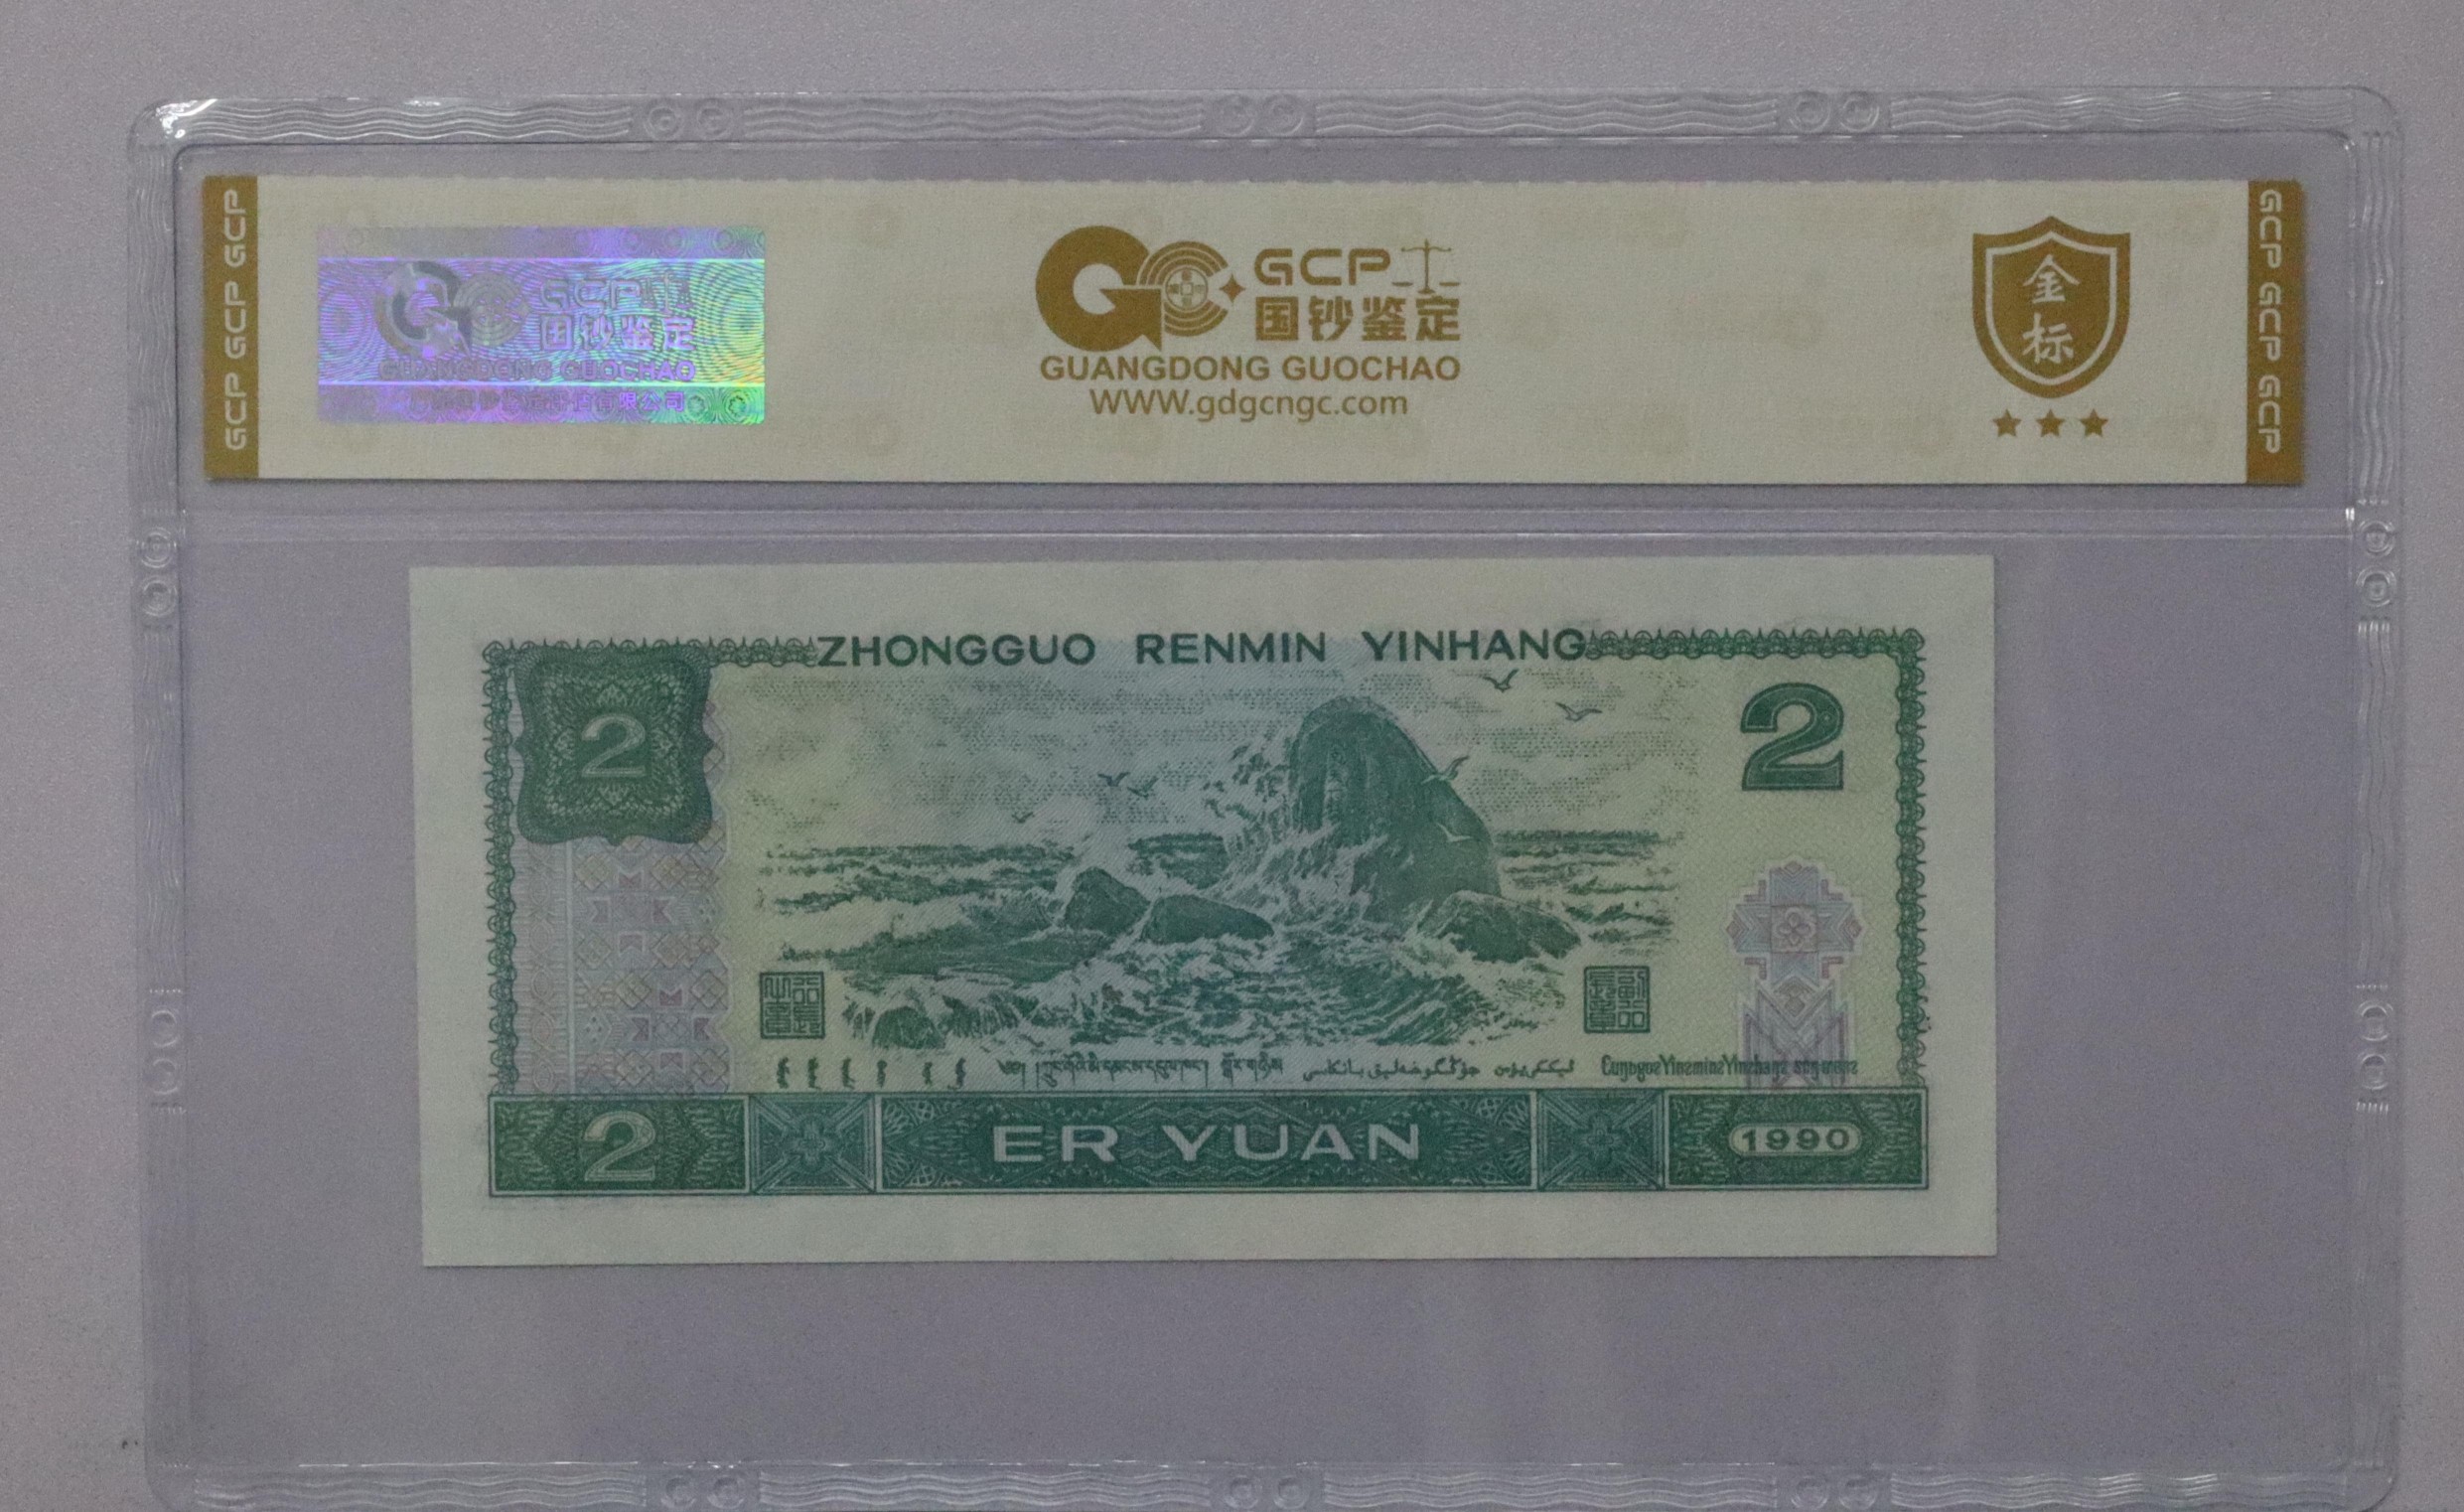 GCP GCP GCP
GCP
国钞鉴定
GUANGDONG GUOCHAO
GCP
国钞鉴定
GUANGDONG GUOCHAO
www.gdgcngc.com
金
标
GCP GCP GCP
ZHONGGUO RENMIN YINHANG
2
2
2
ER YUAN
1990